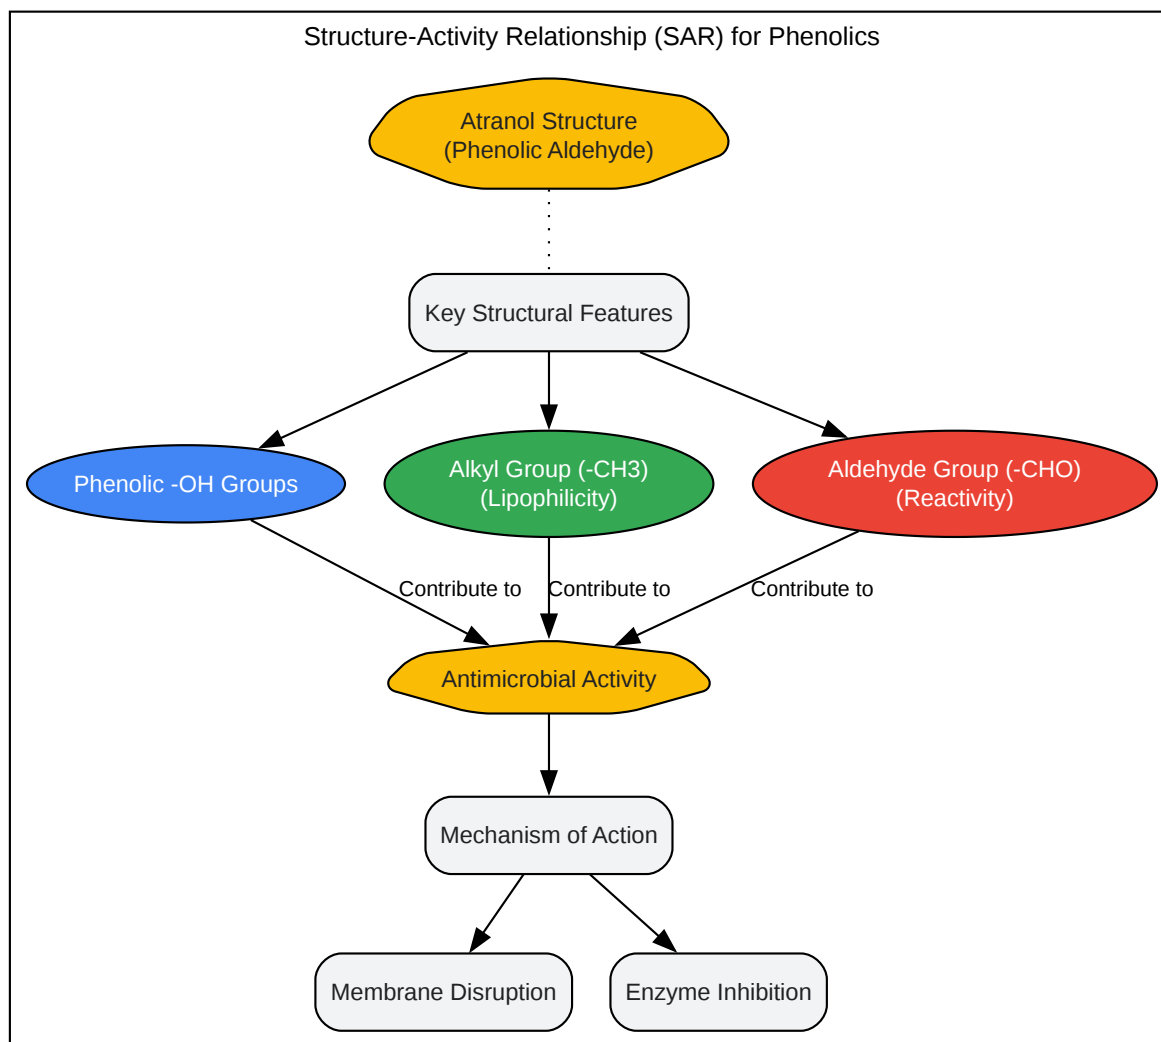 Structure-Activity Relationship (SAR) for Phenolics
Atranol Structure
(Phenolic Aldehyde)
Key Structural Features
Phenolic -OH Groups
Alkyl Group (-CH3)
(Lipophilicity)
Aldehyde Group (-CHO)
(Reactivity)
Contribute to
Contribute to
Contribute to
Antimicrobial Activity
Mechanism of Action
Membrane Disruption
Enzyme Inhibition